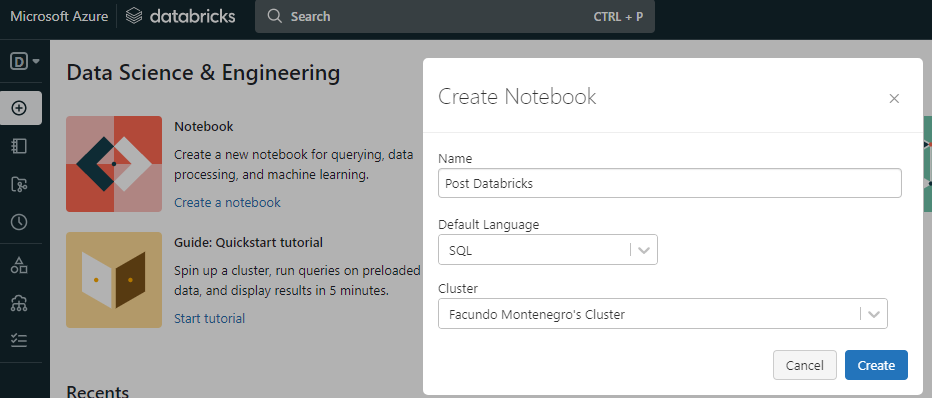 Microsoft Azure
databricks
Search
CTRL + P
D
Data Science & Engineering
Notebook
Create a new notebook for querying, data
processing, and machine learning.
Create a notebook
Guide: Quickstart tutorial
Spin up a cluster, run queries on preloaded
data, and display results in 5 minutes.
Start tutorial
Recents
Create Notebook
Name
Post Databricks
Default Language
SQL
Cluster
Facundo Montenegro's Cluster
Cancel
Create